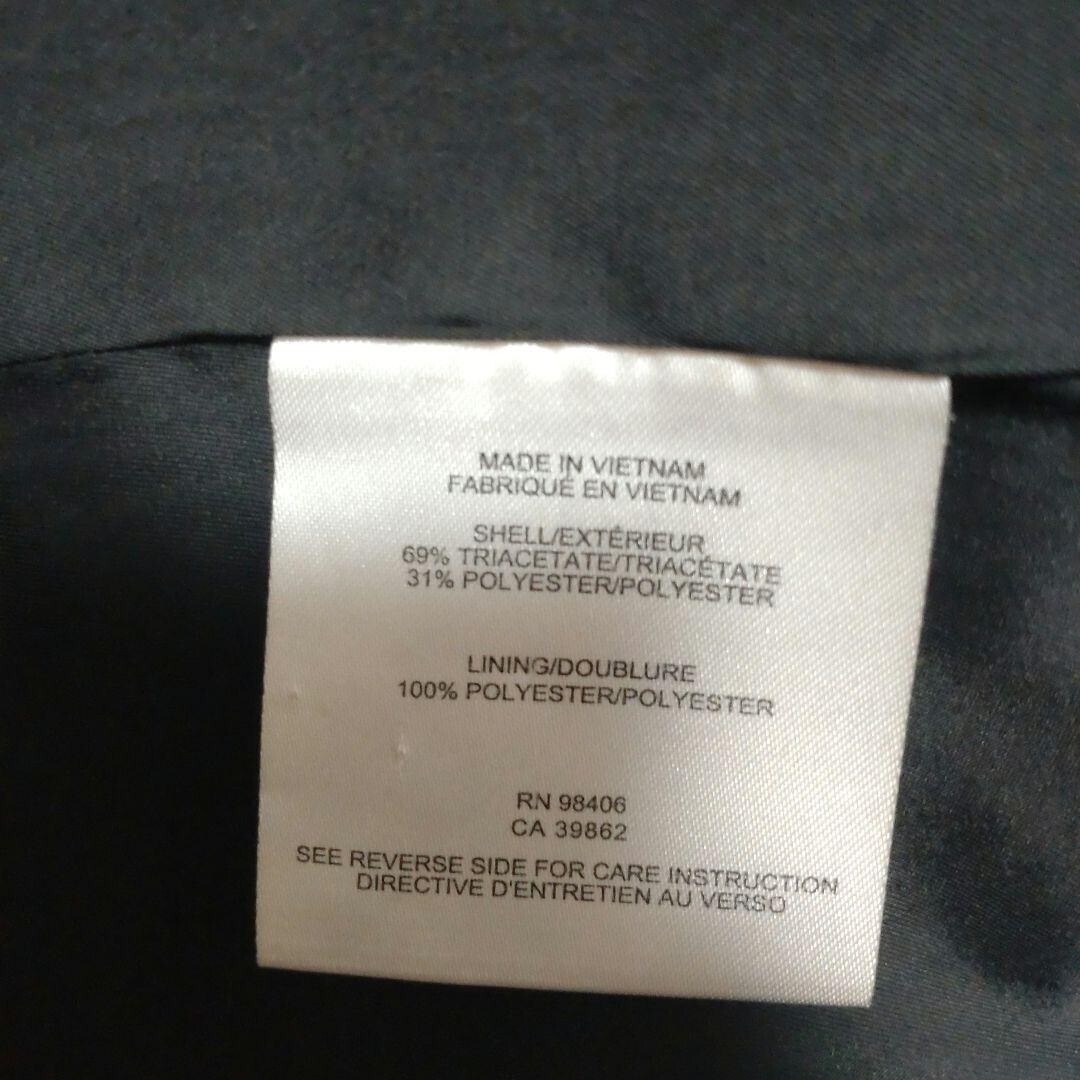 MADE IN VIETNAM
FABRIQUÉ EN VIETNAM
SHELL/EXTÉRIEUR
69% TRIACETATE/TRIACÉTATE
31% POLYESTER/POLYESTER
LINING/DOUBLURE
100% POLYESTER/POLYESTER
RN 98406
CA 39862
SEE REVERSE SIDE FOR CARE INSTRUCTION
DIRECTIVE D'ENTRETIEN AU VERSO